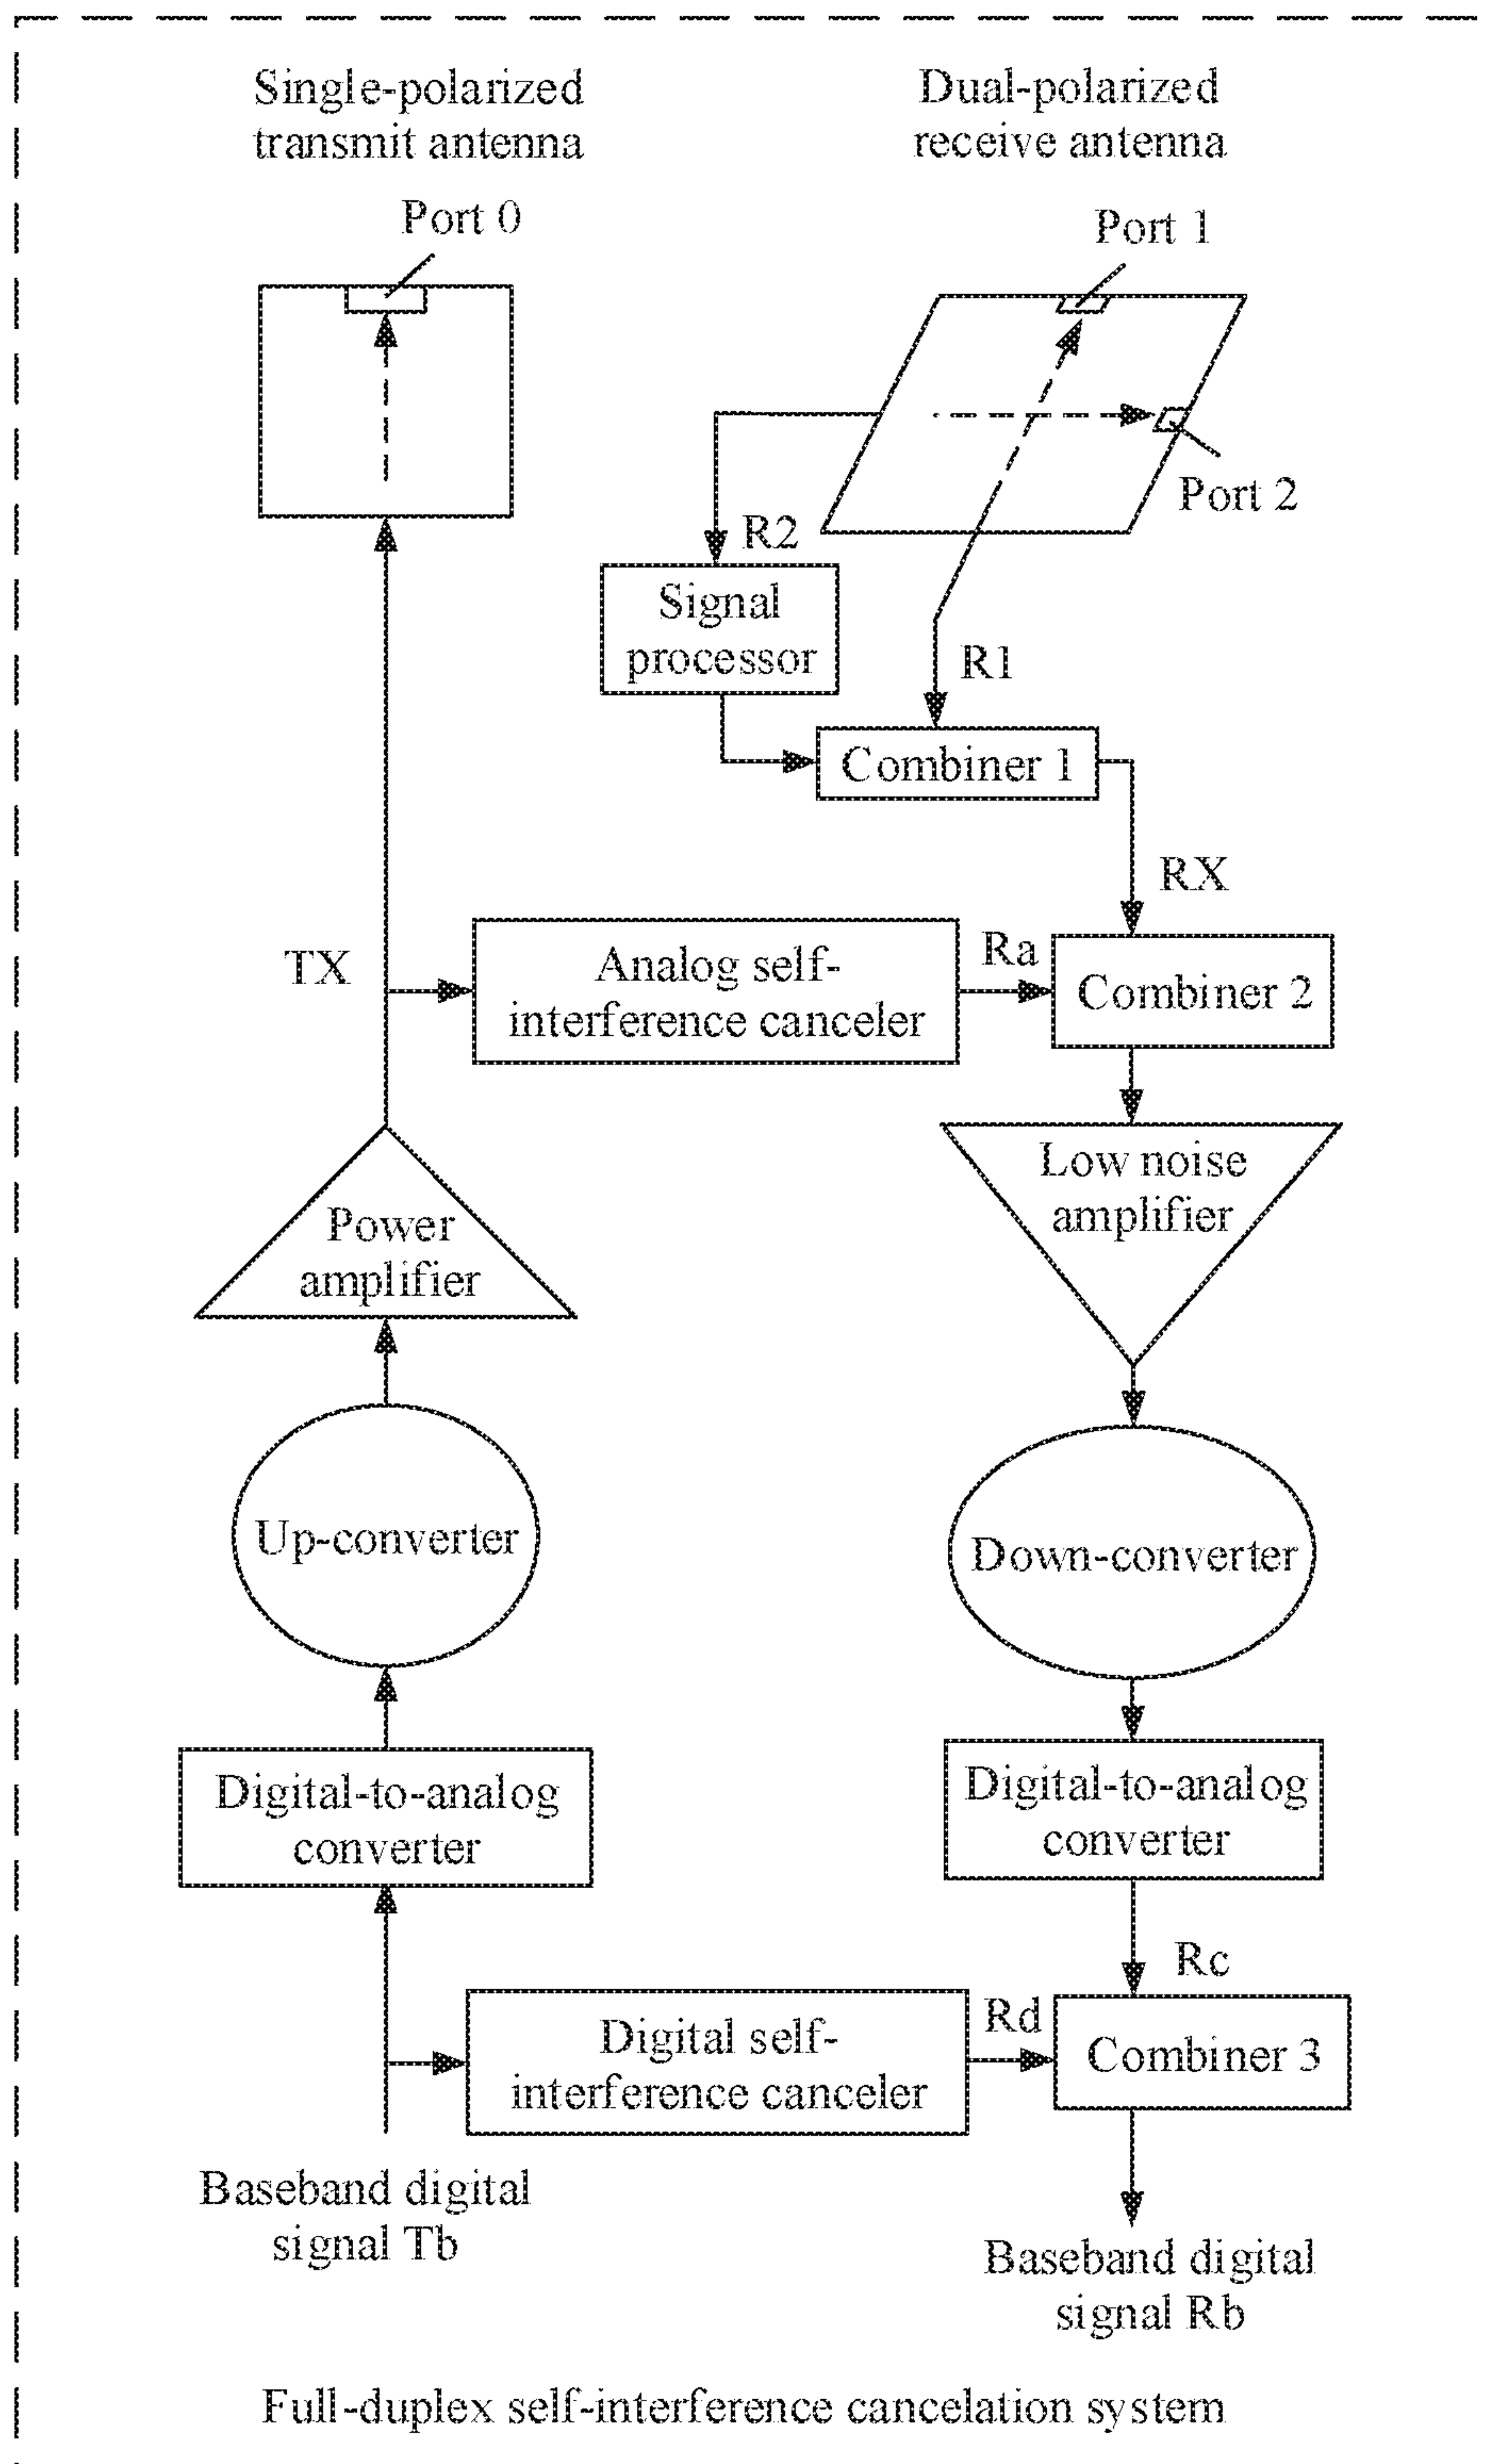 Single-polarized
transmit antenna
Dual-polarized
receive antenna
Port 0
Port 1
Port 2
R2
Signal
processor
R1
Combiner 1
RX
TX
Analog self-
interference canceler
Ra
Combiner 2
Low noise
amplifier
Power
amplifier
Up-converter
Down-converter
Digital-to-analog
converter
Digital-to-analog
converter
Rc
Digital self-
interference canceler
Rd
Combiner 3
Baseband digital
signal Tb
Baseband digital
signal Rb
Full-duplex self-interference cancelation system